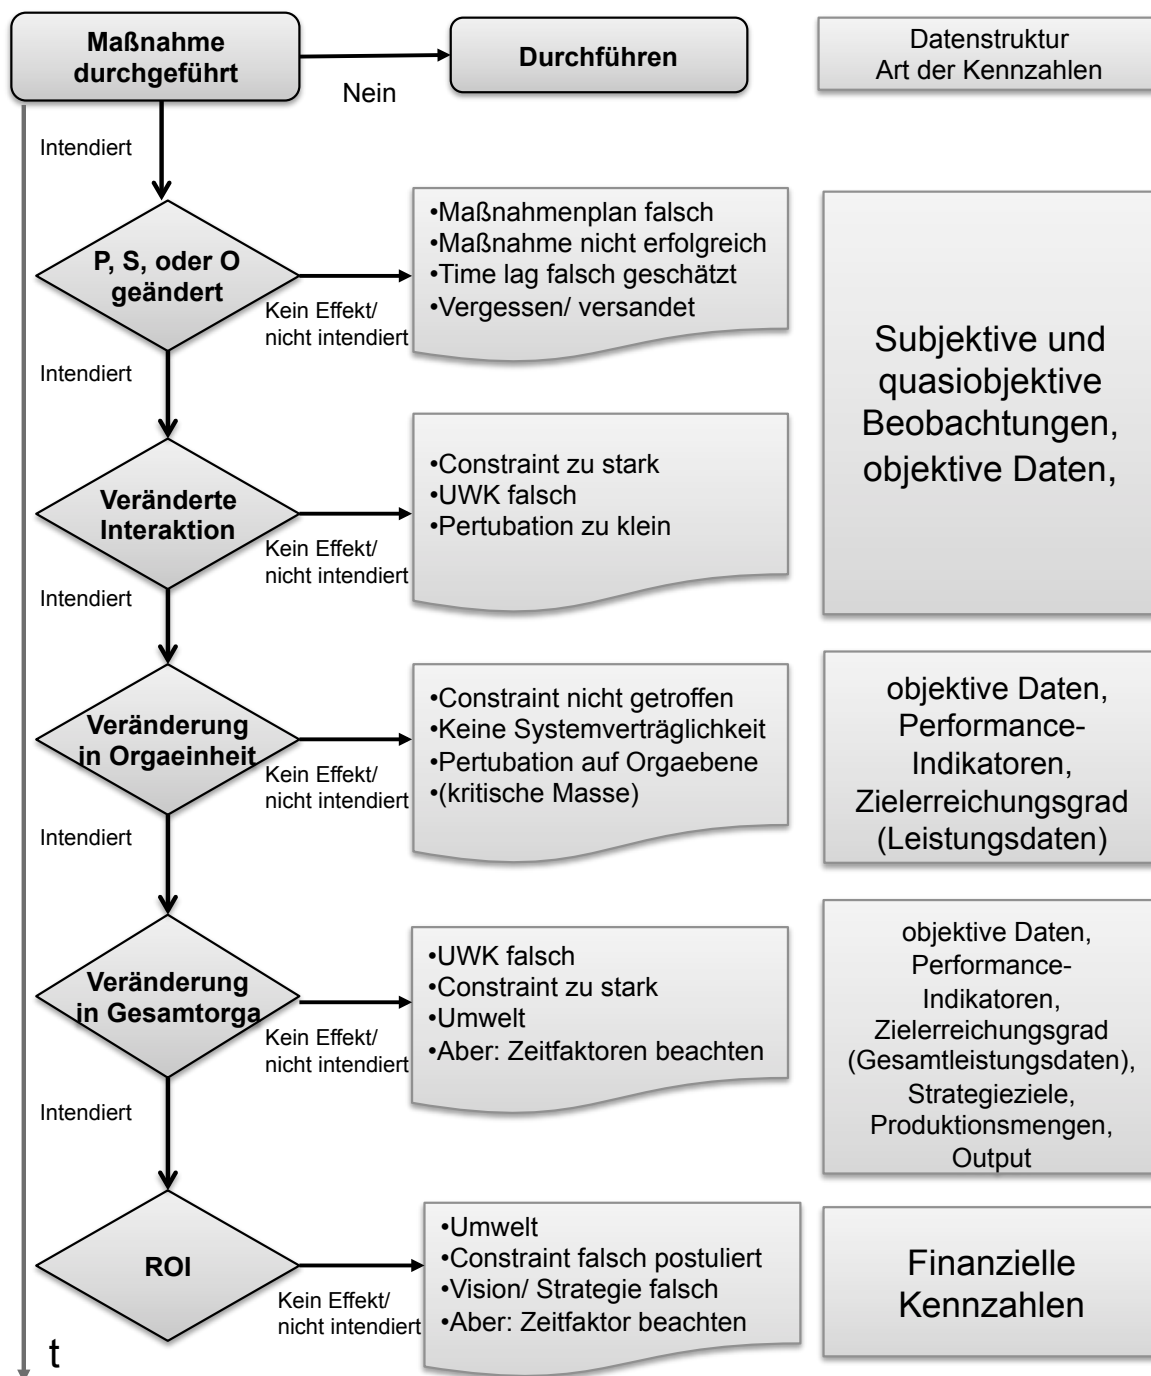 Maßnahme
durchgeführt
Nein
Durchführen
Datenstruktur
Art der Kennzahlen
Intendiert
P, S, oder O
geändert
Kein Effekt/
nicht intendiert
•Maßnahmenplan falsch
•Maßnahme nicht erfolgreich
•Time lag falsch geschätzt
•Vergessen/ versandet
Subjektive und
quasiobjektive
Beobachtungen,
objektive Daten,
Intendiert
Veränderte
Interaktion
Kein Effekt/
nicht intendiert
•Constraint zu stark
•UWK falsch
•Pertubation zu klein
Intendiert
Veränderung
in Orgaeinheit
Kein Effekt/
nicht intendiert
•Constraint nicht getroffen
•Keine Systemverträglichkeit
•Pertubation auf Orgaebene
•(kritische Masse)
objektive Daten,
Performance-
Indikatoren,
Zielerreichungsgrad
(Leistungsdaten)
Intendiert
Veränderung
in Gesamtorga
Kein Effekt/
nicht intendiert
•UWK falsch
•Constraint zu stark
•Umwelt
•Aber: Zeitfaktoren beachten
objektive Daten,
Performance-
Indikatoren,
Zielerreichungsgrad
(Gesamtleistungsdaten),
Strategieziele,
Produktionsmengen,
Output
Intendiert
ROI
Kein Effekt/
nicht intendiert
•Umwelt
•Constraint falsch postuliert
•Vision/ Strategie falsch
•Aber: Zeitfaktor beachten
Finanzielle
Kennzahlen
t